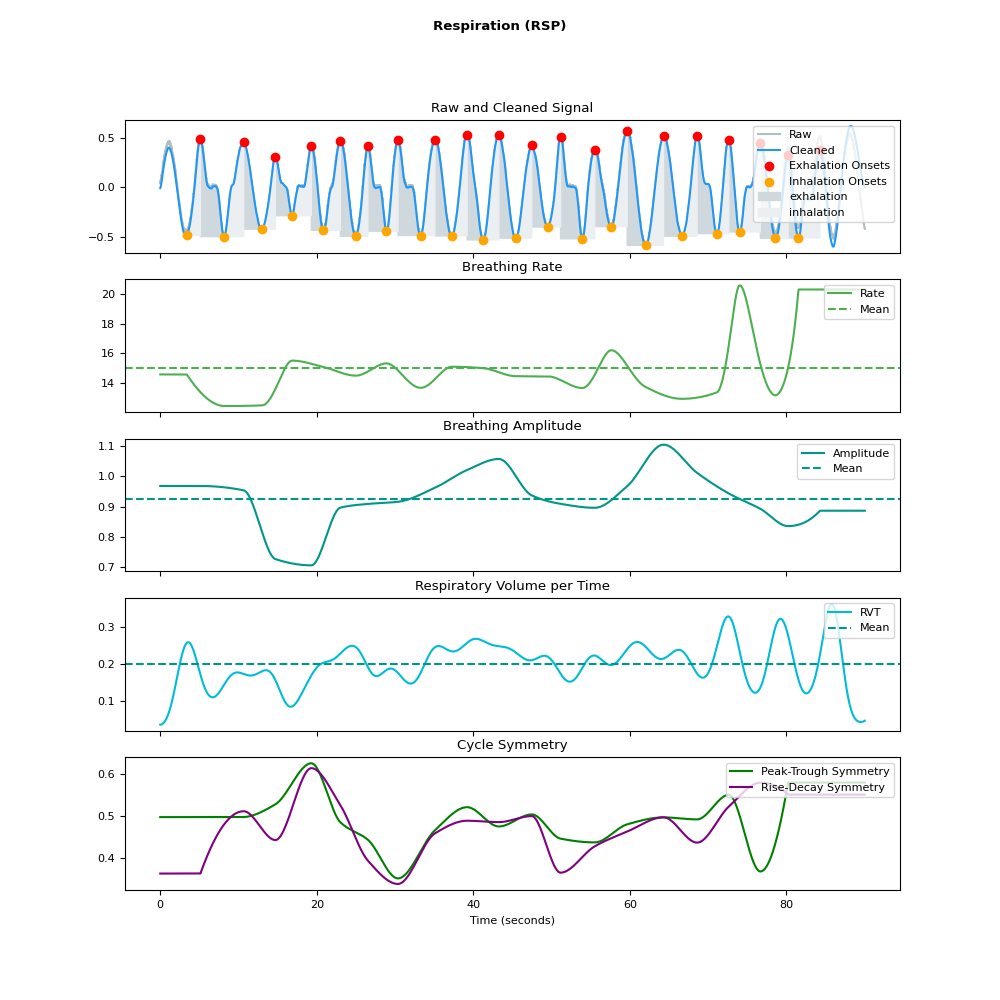 Respiration (RSP)
Raw and Cleaned Signal
0.5
0.0
−0.5
Raw
Cleaned
Exhalation Onsets
Inhalation Onsets
exhalation
inhalation
Breathing Rate
20
18
16
14
Rate
Mean
Breathing Amplitude
1.1
1.0
0.9
0.8
0.7
Amplitude
Mean
Respiratory Volume per Time
0.3
0.2
0.1
RVT
Mean
Cycle Symmetry
0.6
0.5
0.4
Peak-Trough Symmetry
Rise-Decay Symmetry
0 20 40 60 80
Time (seconds)